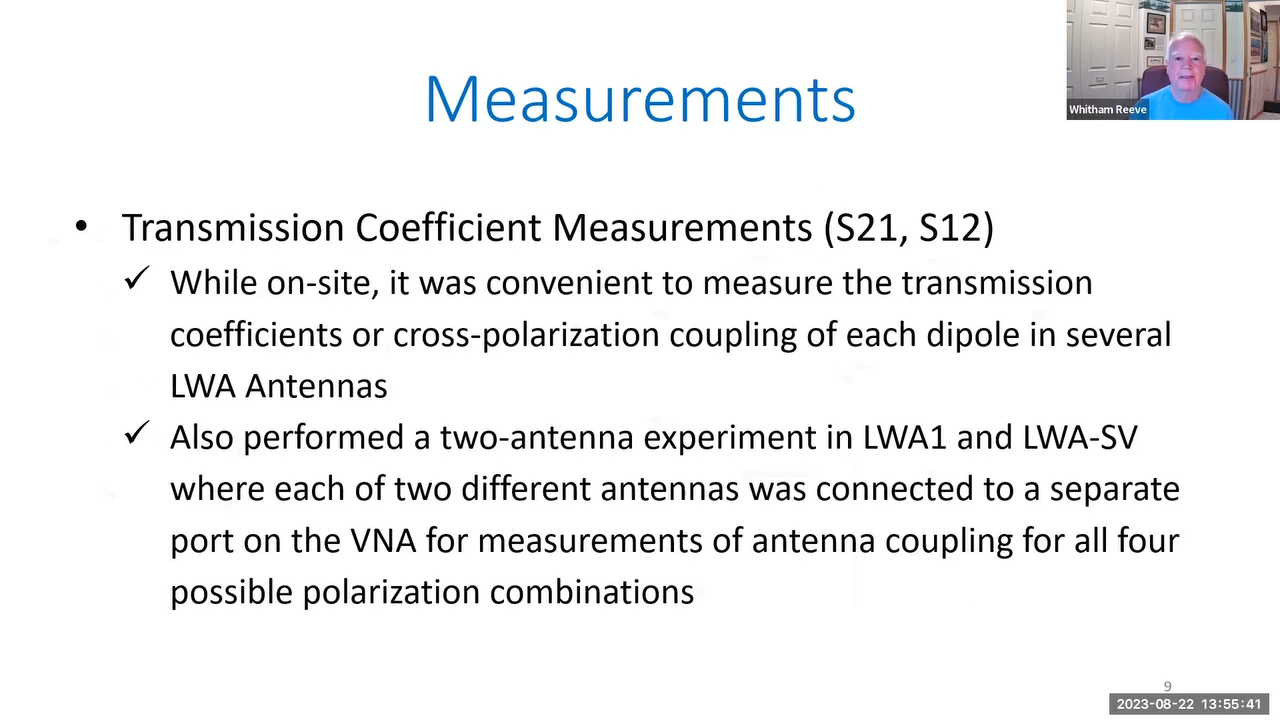 Measurements
Whitham Reeve
• Transmission Coefficient Measurements (S21, S12)
✓ While on-site, it was convenient to measure the transmission
coefficients or cross-polarization coupling of each dipole in several
LWA Antennas
✓ Also performed a two-antenna experiment in LWA1 and LWA-SV
where each of two different antennas was connected to a separate
port on the VNA for measurements of antenna coupling for all four
possible polarization combinations
9
2023-08-22 13:55:41